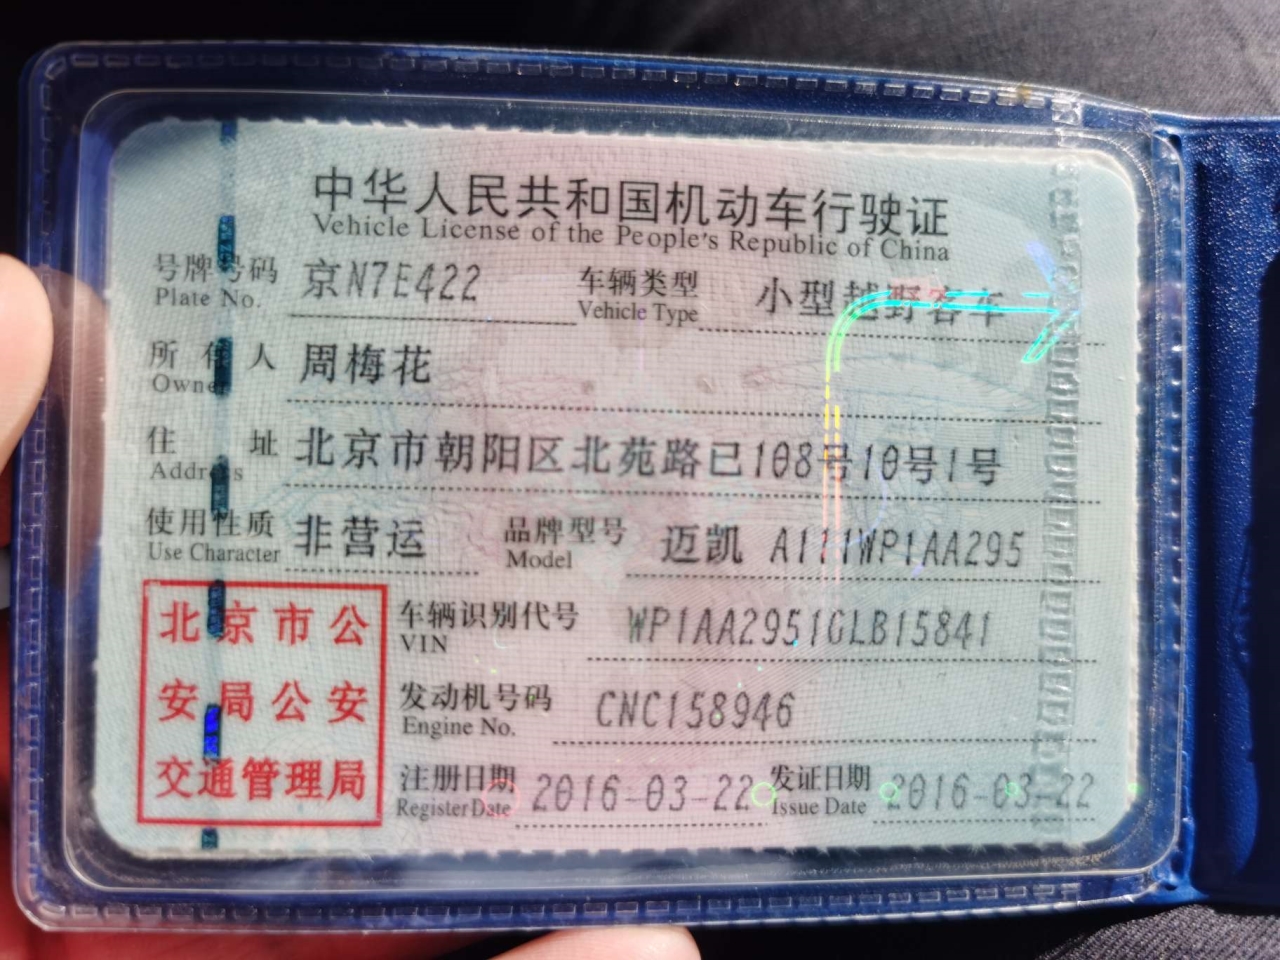 中华人民共和国机动车行驶证
Vehicle License of the People's Republic of China
号牌号码 京N7E422 车辆类型 小型越野客车
Plate No. Vehicle Type
所有人 周梅花
Owner
住址 北京市朝阳区北苑路已108号10号1号
Address
使用性质 非营运 品牌型号 迈凯 A111WP1AA295
Use Character Model
北京市公
安局公安
交通管理局
车辆识别代号 WP1AA2951GLB15841
VIN
发动机号码 CNC158946
Engine No.
注册日期 2016-03-22 发证日期 2016-03-22
Register Date Issue Date